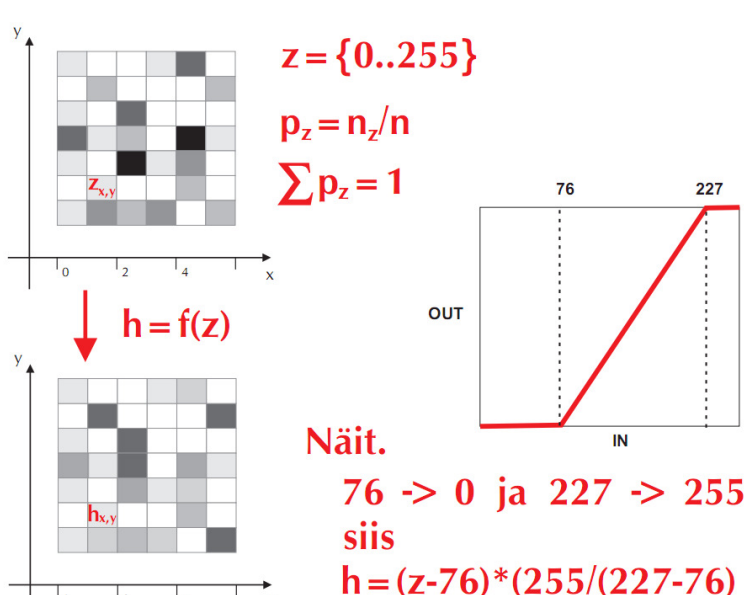 y
z = {0..255}
p_z = n_z/n
∑p_z = 1
z_x,y
0 2 4 x
h = f(z)
76 227
OUT
IN
y
h_x,y
Näit.
76 -> 0 ja 227 -> 255
siis
h = (z-76)*(255/(227-76)